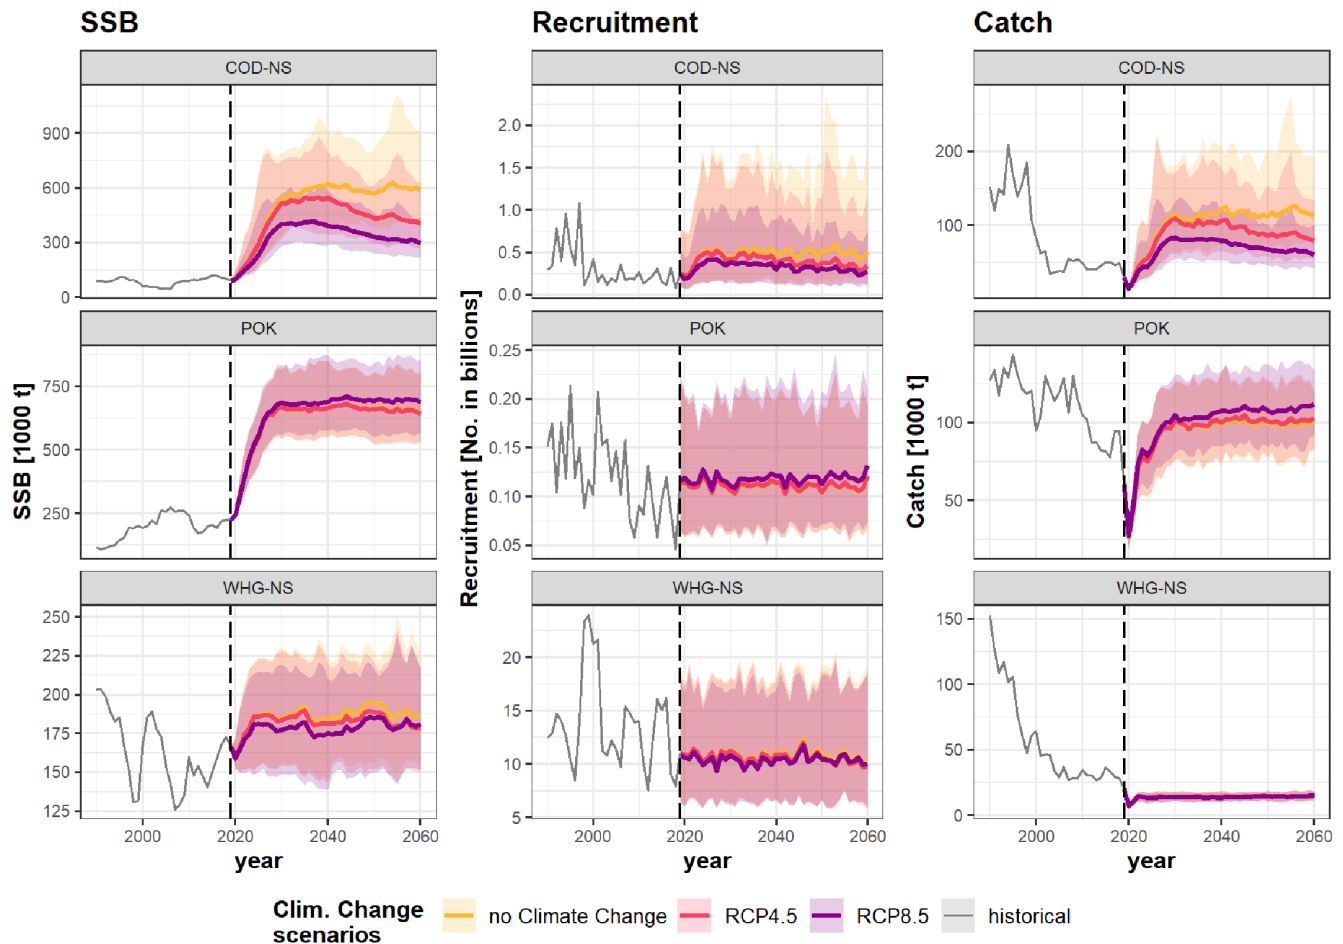 SSB
Recruitment
Catch
COD-NS
COD-NS
COD-NS
900
600
300
0
2.0
1.5
1.0
0.5
0.0
200
100
POK
POK
POK
750
500
250
0.25
0.20
0.15
0.10
0.05
100
50
WHG-NS
WHG-NS
WHG-NS
250
225
200
175
150
125
20
15
10
5
150
100
50
0
SSB [1000 t]
Recruitment [No. in billions]
Catch [1000 t]
2000 2020 2040 2060
2000 2020 2040 2060
2000 2020 2040 2060
year
year
year
Clim. Change
scenarios
no Climate Change
RCP4.5
RCP8.5
historical